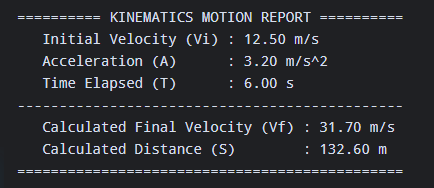 ========== KINEMATICS MOTION REPORT ==========
   Initial Velocity (Vi) : 12.50 m/s
   Acceleration (A)      : 3.20 m/s^2
   Time Elapsed (T)      : 6.00 s
----------------------------------------------
   Calculated Final Velocity (Vf) : 31.70 m/s
   Calculated Distance (S)        : 132.60 m
==============================================